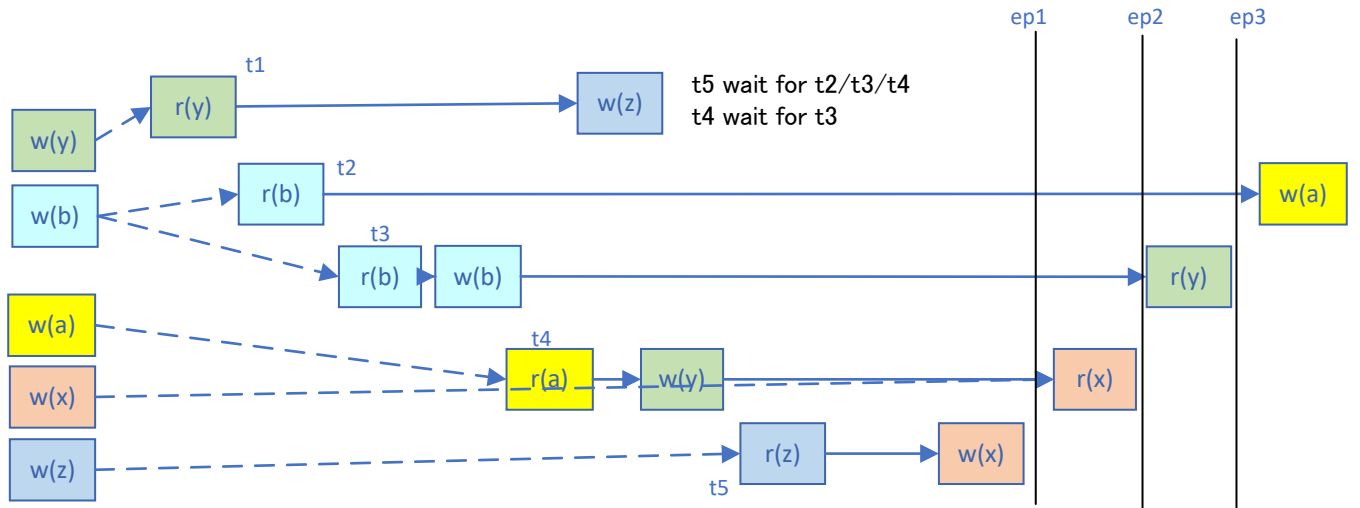 ep1 ep2 ep3
t1
r(y) w(z)
t5 wait for t2/t3/t4
t4 wait for t3
w(y)
t2
w(b) r(b) w(a)
t3
r(b) w(b) r(y)
w(a)
t4
w(x) r(a) w(y) r(x)
w(z) r(z) w(x)
t5